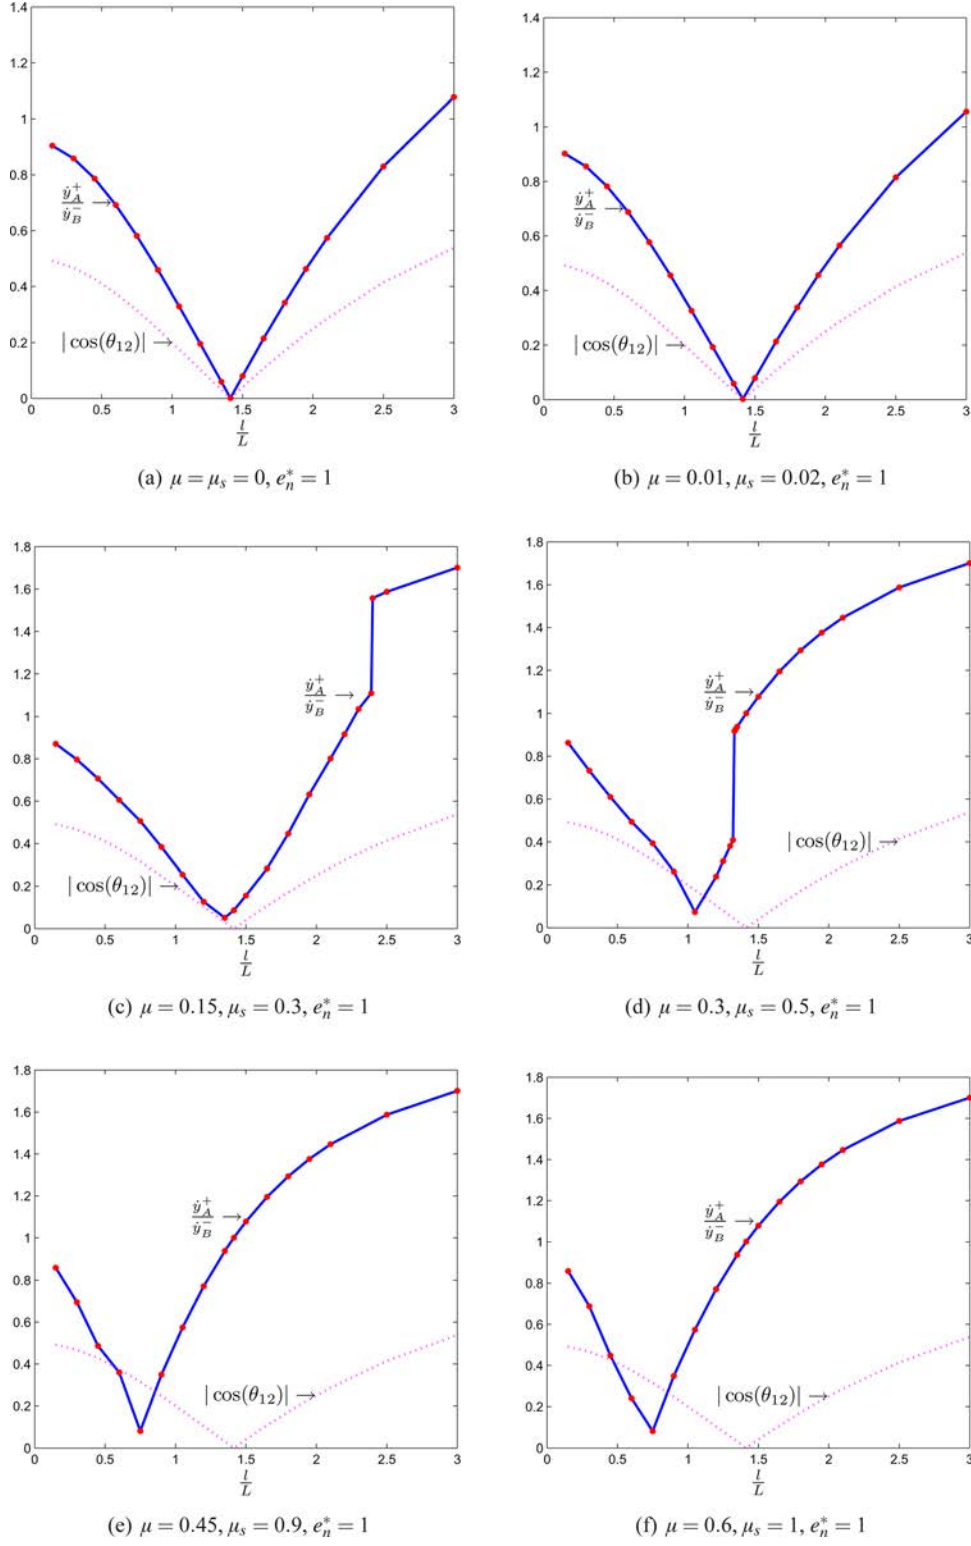 1.4
1.2
1
0.8
0.6
0.4
0.2
0
ẏ_A^+ / ẏ_B^-
|cos(θ_12)|
0 0.5 1 1.5 2 2.5 3
l/L
(a) μ = μ_s = 0, e_n^* = 1
1.4
1.2
1
0.8
0.6
0.4
0.2
0
ẏ_A^+ / ẏ_B^-
|cos(θ_12)|
0 0.5 1 1.5 2 2.5 3
l/L
(b) μ = 0.01, μ_s = 0.02, e_n^* = 1
1.8
1.6
1.4
1.2
1
0.8
0.6
0.4
0.2
0
ẏ_A^+ / ẏ_B^-
|cos(θ_12)|
0 0.5 1 1.5 2 2.5 3
l/L
(c) μ = 0.15, μ_s = 0.3, e_n^* = 1
1.8
1.6
1.4
1.2
1
0.8
0.6
0.4
0.2
0
ẏ_A^+ / ẏ_B^-
|cos(θ_12)|
0 0.5 1 1.5 2 2.5 3
l/L
(d) μ = 0.3, μ_s = 0.5, e_n^* = 1
1.8
1.6
1.4
1.2
1
0.8
0.6
0.4
0.2
0
ẏ_A^+ / ẏ_B^-
|cos(θ_12)|
0 0.5 1 1.5 2 2.5 3
l/L
(e) μ = 0.45, μ_s = 0.9, e_n^* = 1
1.8
1.6
1.4
1.2
1
0.8
0.6
0.4
0.2
0
ẏ_A^+ / ẏ_B^-
|cos(θ_12)|
0 0.5 1 1.5 2 2.5 3
l/L
(f) μ = 0.6, μ_s = 1, e_n^* = 1